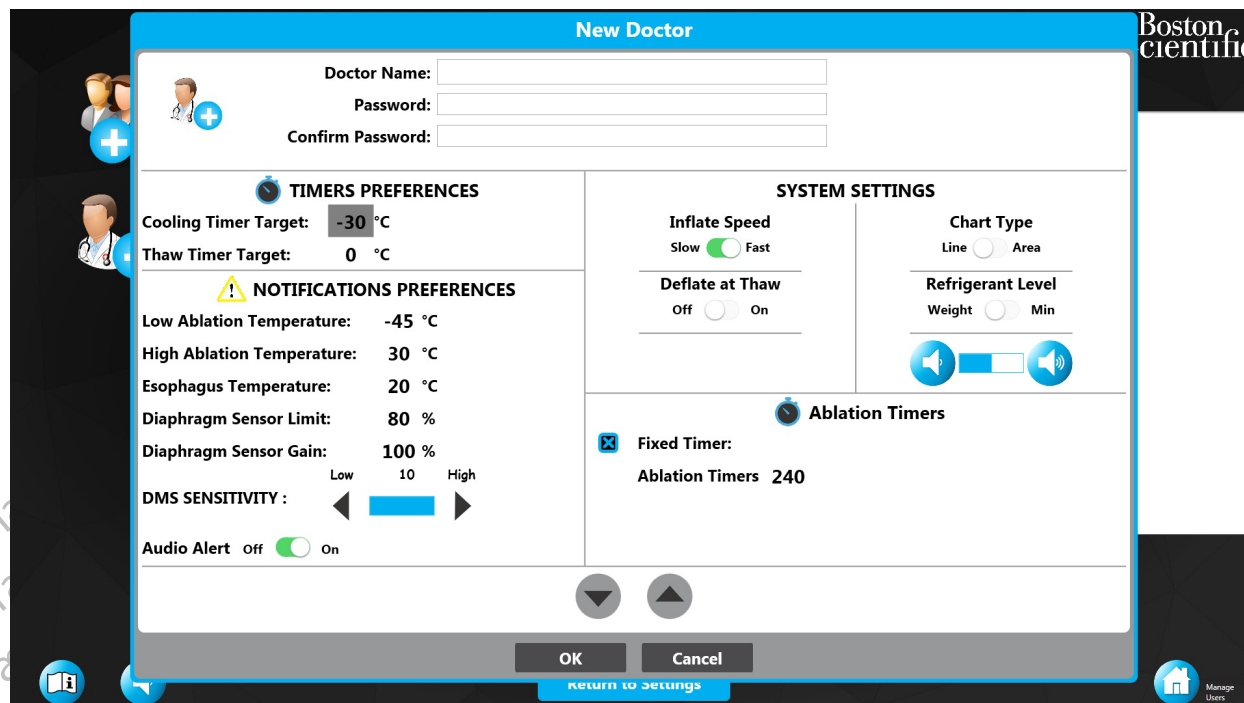 New Doctor
Boston
Scientific
Doctor Name:
Password:
Confirm Password:
TIMERS PREFERENCES
Cooling Timer Target: -30 °C
Thaw Timer Target: 0 °C
NOTIFICATIONS PREFERENCES
Low Ablation Temperature: -45 °C
High Ablation Temperature: 30 °C
Esophagus Temperature: 20 °C
Diaphragm Sensor Limit: 80 %
Diaphragm Sensor Gain: 100 %
Low 10 High
DMS SENSITIVITY :
Audio Alert Off On
SYSTEM SETTINGS
Inflate Speed
Slow Fast
Deflate at Thaw
Off On
Chart Type
Line Area
Refrigerant Level
Weight Min
Ablation Timers
Fixed Timer:
Ablation Timers 240
OK Cancel
Return to Settings
Manage
Users